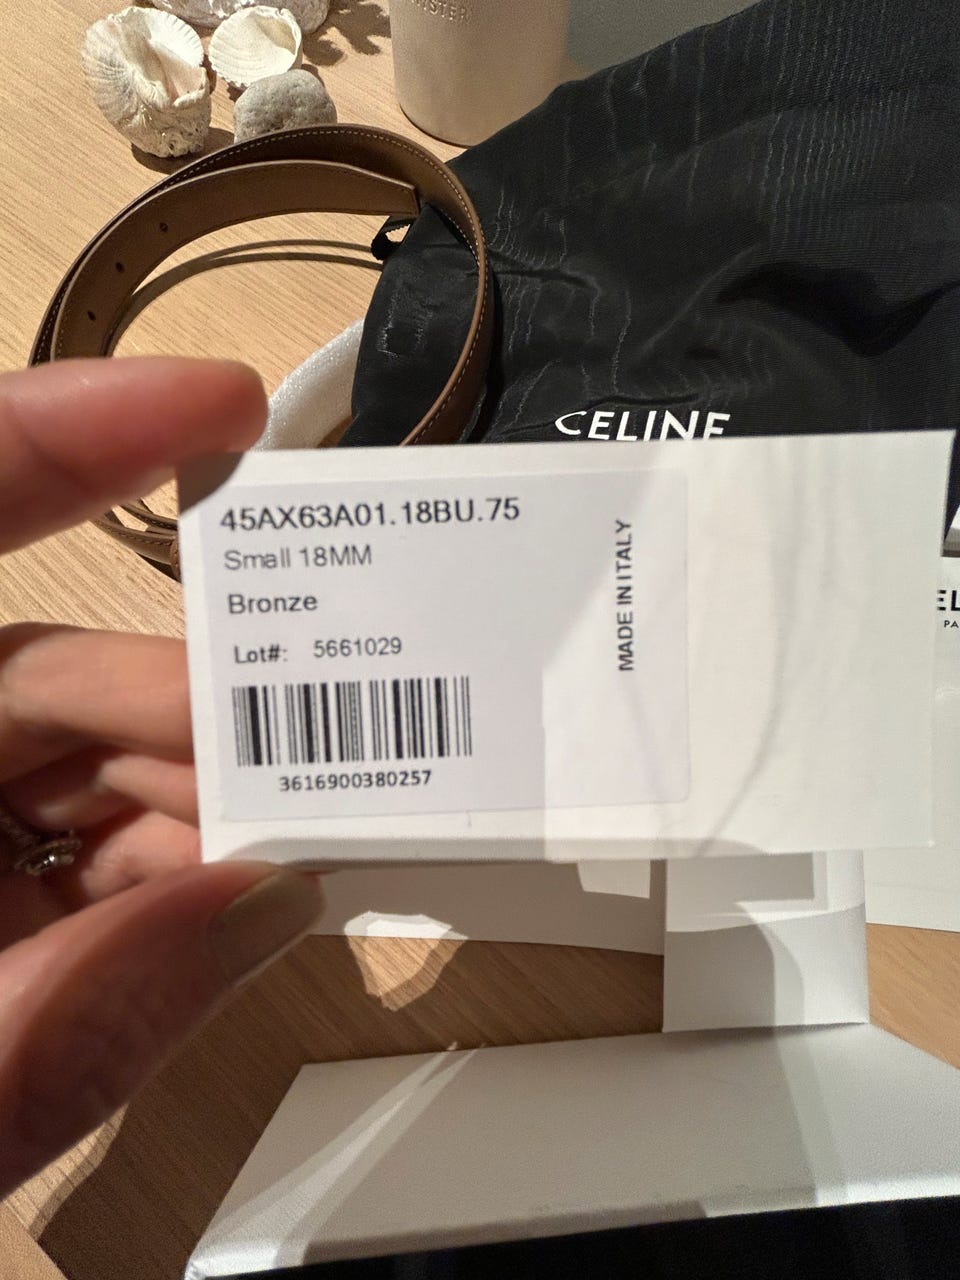 CELINE
45AX63A01.18BU.75
Small 18MM
Bronze
Lot#: 5661029
3616900380257
MADE IN ITALY